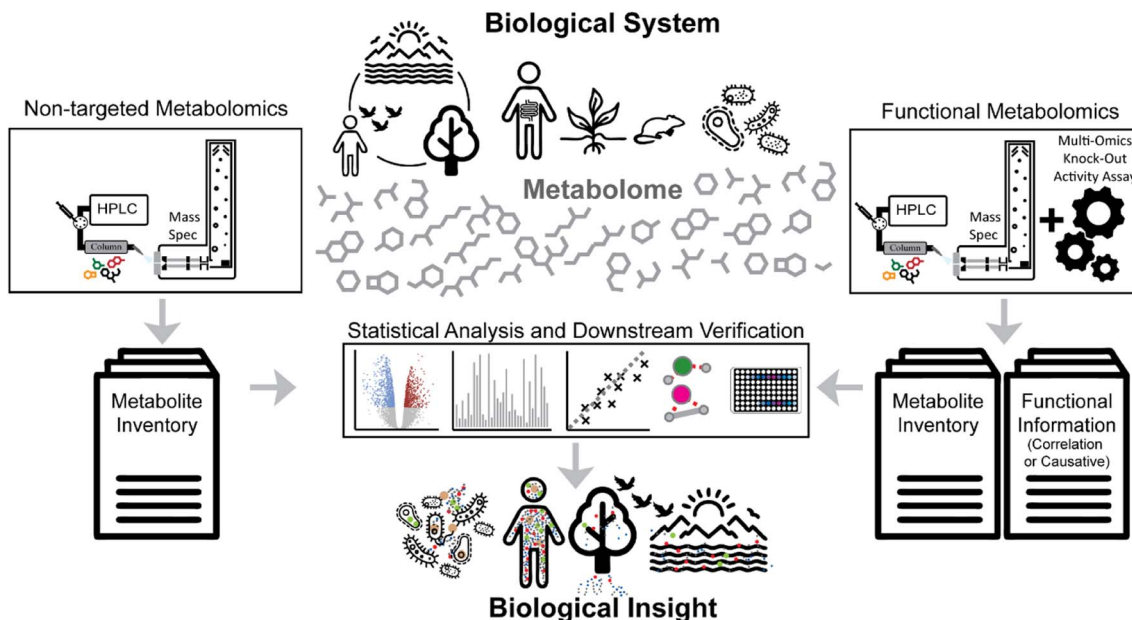 Biological System
Non-targeted Metabolomics
HPLC
Mass
Spec
Column
Metabolome
Functional Metabolomics
Multi-Omics
Knock-Out
Activity Assay
HPLC
Mass
Spec
Column
+
Statistical Analysis and Downstream Verification
Metabolite
Inventory
Metabolite
Inventory
Functional
Information
(Correlation
or Causative)
Biological Insight